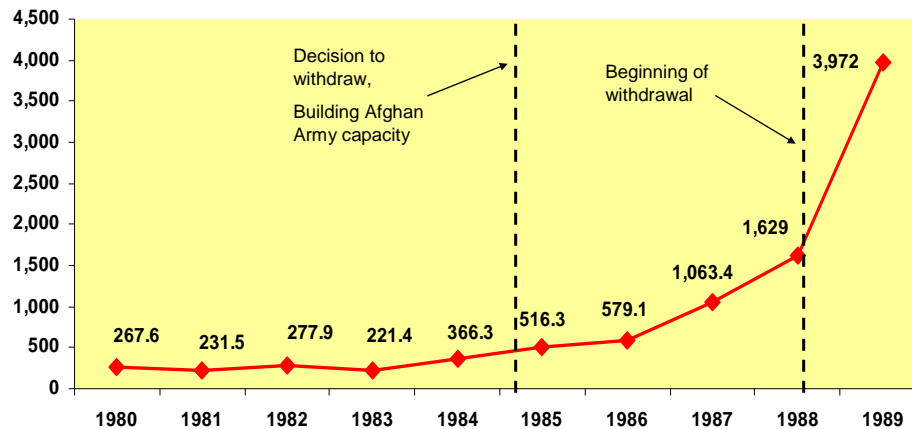 4,500
4,000
3,500
3,000
2,500
2,000
1,500
1,000
500
0
Decision to
withdraw,
Building Afghan
Army capacity
Beginning of
withdrawal
267.6
231.5
277.9
221.4
366.3
516.3
579.1
1,063.4
1,629
3,972
1980 1981 1982 1983 1984 1985 1986 1987 1988 1989